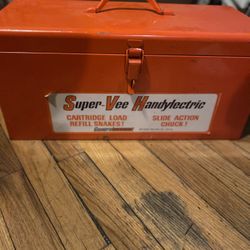 Super-Vee Handylectric
CARTRIDGE LOAD SLIDE ACTION
REFILL SNAKES! CHUCK!